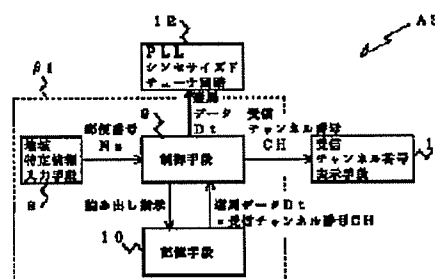 12
PLL
シンセサイズド
チューナ回路
A5
β1
選局
データ
Dt
受信
チャンネル番号
CH
9
郵便番号
Na
地域
特定情報
入力手段
8
制御手段
受信
チャンネル番号
表示手段
読み出し指示
選局データDt
受信チャンネル番号CH
10
記憶手段